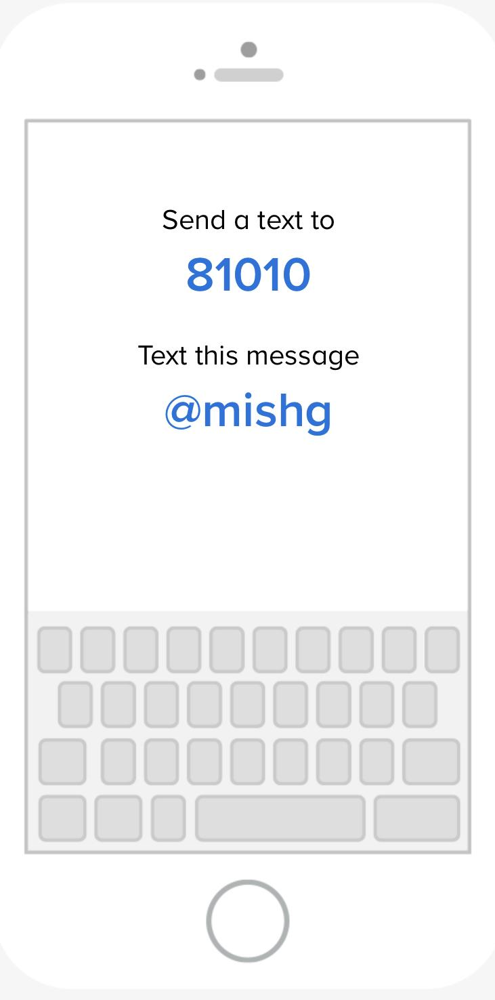 Send a text to
81010
Text this message
@mishg